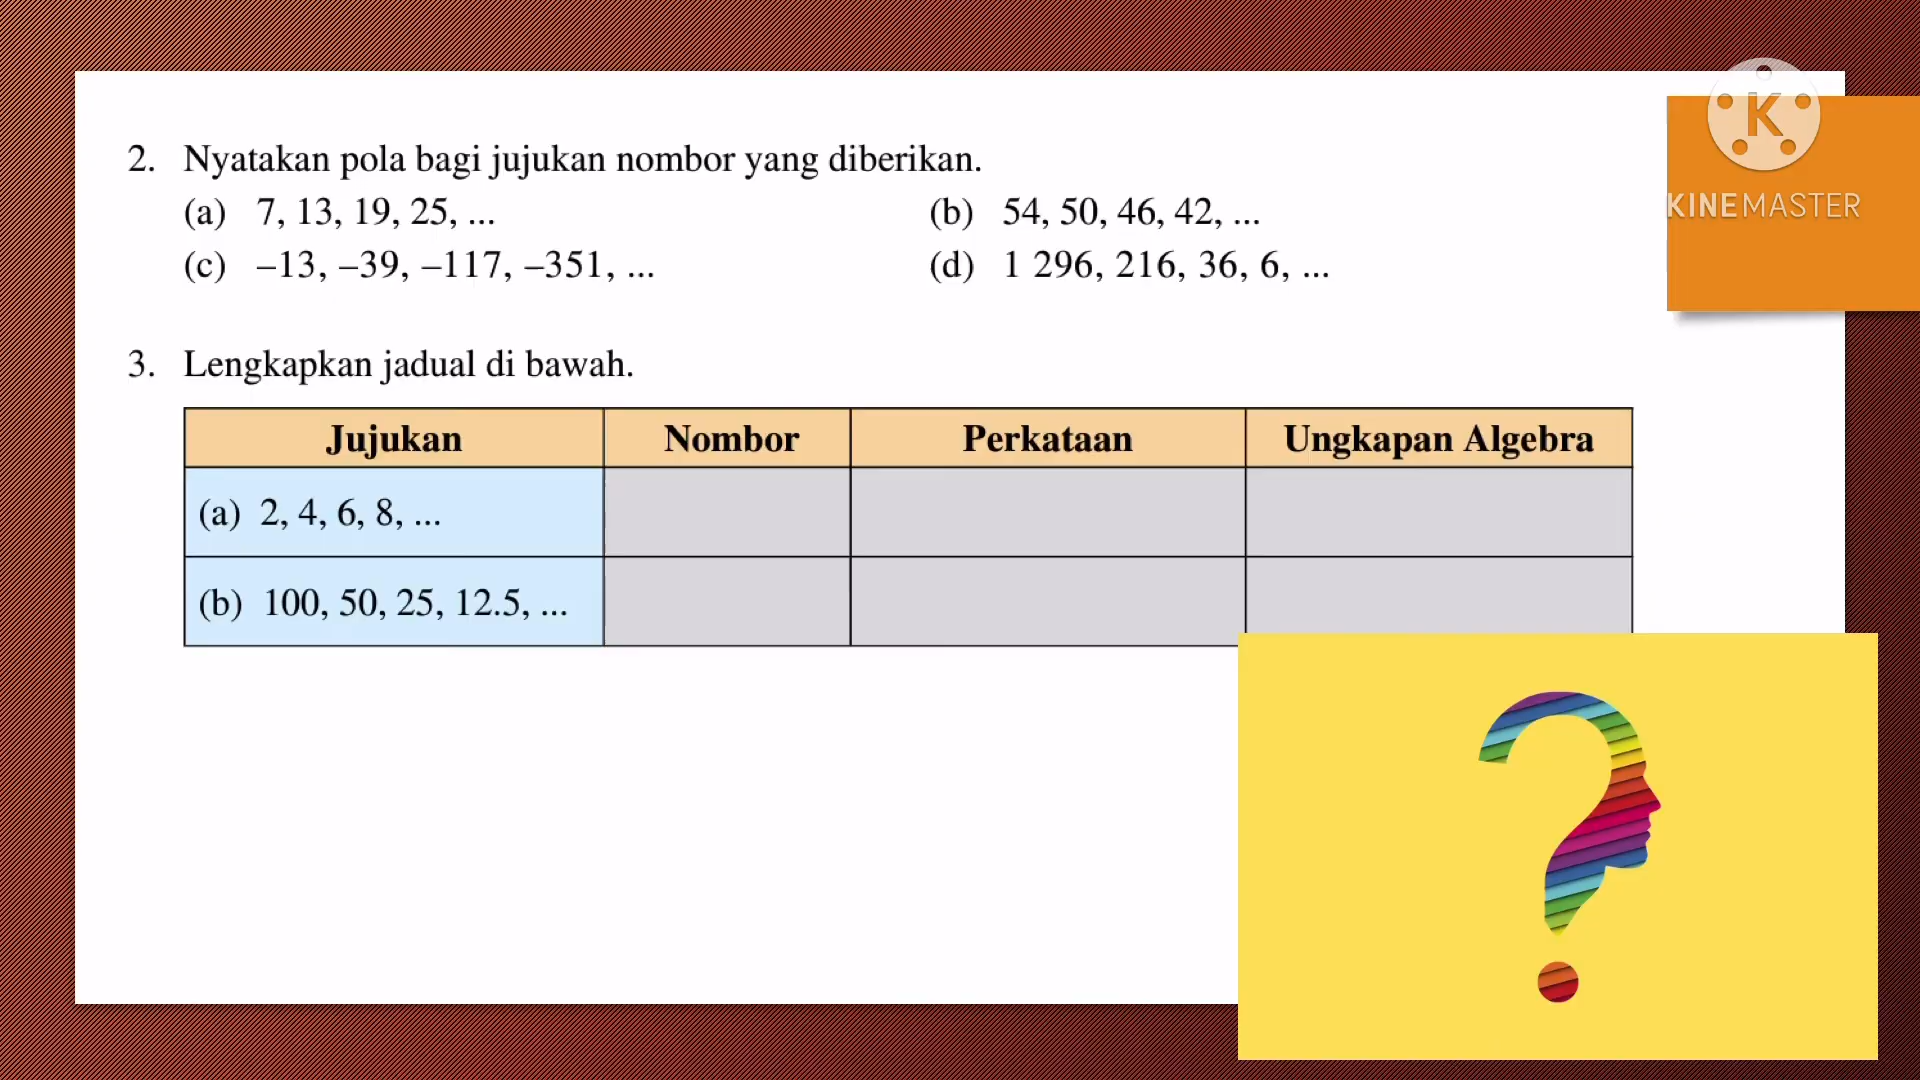 2. Nyatakan pola bagi jujukan nombor yang diberikan.
(a) 7, 13, 19, 25, ... (b) 54, 50, 46, 42, ...
(c) –13, –39, –117, –351, ... (d) 1 296, 216, 36, 6, ...
3. Lengkapkan jadual di bawah.
Jujukan Nombor Perkataan Ungkapan Algebra
(a) 2, 4, 6, 8, ...
(b) 100, 50, 25, 12.5, ...
K
KINEMASTER